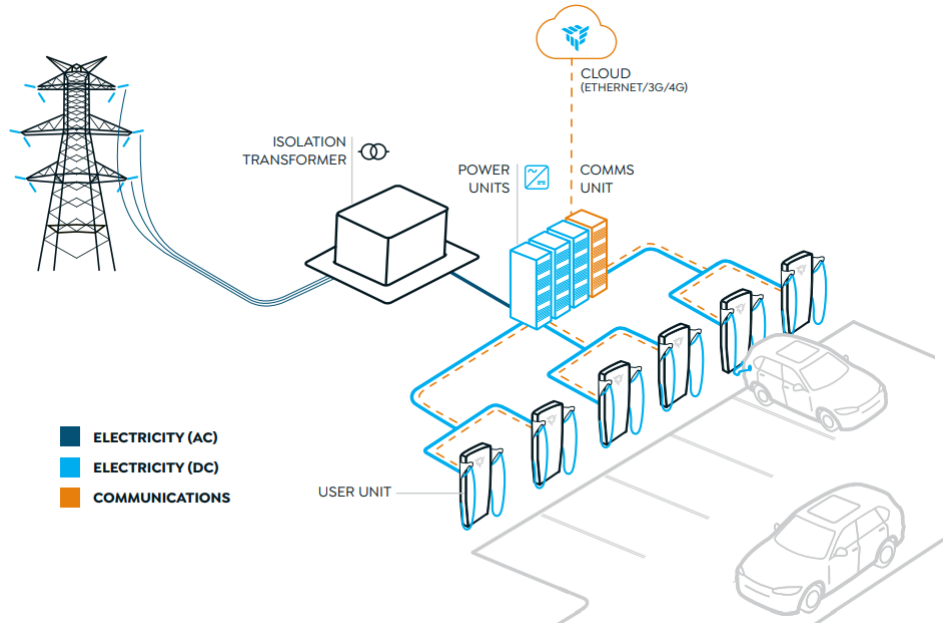 CLOUD
(ETHERNET/3G/4G)
ISOLATION
TRANSFORMER
POWER
UNITS
COMMS
UNIT
ELECTRICITY (AC)
ELECTRICITY (DC)
COMMUNICATIONS
USER UNIT